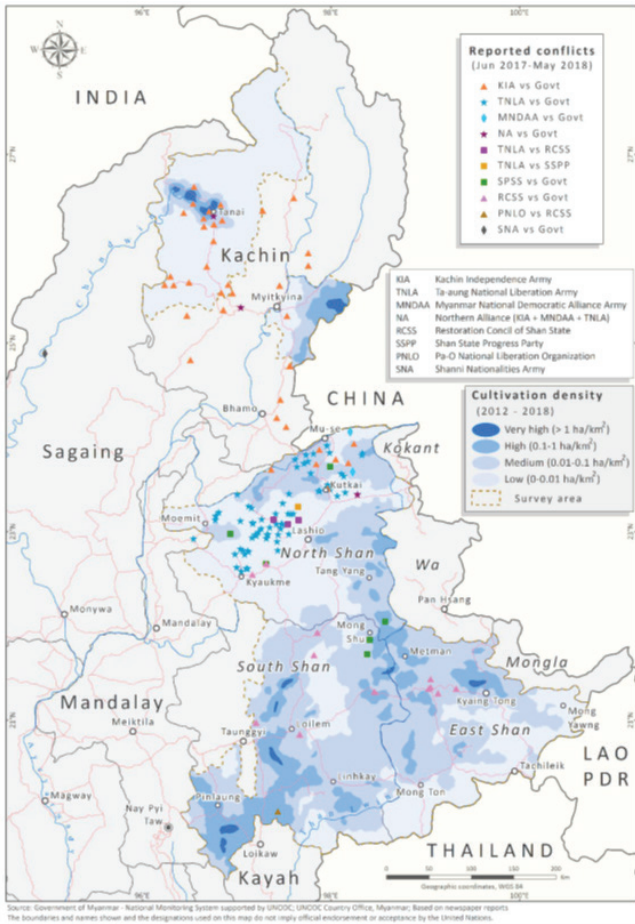 96°E
98°E
100°E
N
W
E
S
INDIA
Reported conflicts
(Jun 2017-May 2018)
KIA vs Govt
TNLA vs Govt
MNDAA vs Govt
NA vs Govt
TNLA vs RCSS
TNLA vs SSPP
SPSS vs Govt
RCSS vs Govt
PNLO vs RCSS
SNA vs Govt
27°N
Tanai
Kachin
Myitkyina
KIA Kachin Independence Army
TNLA Ta-aung National Liberation Army
MNDAA Myanmar National Democratic Alliance Army
NA Northern Alliance (KIA + MNDAA + TNLA)
RCSS Restoration Concil of Shan State
SSPP Shan State Progress Party
PNLO Pa-O National Liberation Organization
SNA Shanni Nationalities Army
25°N
CHINA
Cultivation density
(2012 - 2018)
Very high (> 1 ha/km²)
High (0.1-1 ha/km²)
Medium (0.01-0.1 ha/km²)
Low (0-0.01 ha/km²)
Survey area
Bhamo
Mu-se
Sagaing
Kokant
Kutkai
Moemit
23°N
Lashio
North Shan
Tang Yang
Wa
Kyaukme
Pan Hsang
Monywa
Mandalay
Mong
Shu
Metman
South Shan
Mongla
Mandalay
Kyaing Tong
Mong
Yawng
Meiktila
21°N
Loilem
East Shan
Taunggyi
LAO
PDR
Tachileik
Linhkay
Mong Ton
Magway
Pinlaung
Nay Pyi
Taw
Loikaw
THAILAND
Kayah
0 50 100 200 300
Km
Geographic coordinates, WGS 84
96°E
98°E
100°E
Source: Government of Myanmar - National Monitoring System supported by UNODC; UNODC Country Office, Myanmar; Based on newspaper reports
The boundaries and names shown and the designations used on this map do not imply official endorsement or acceptance by the United Nations.